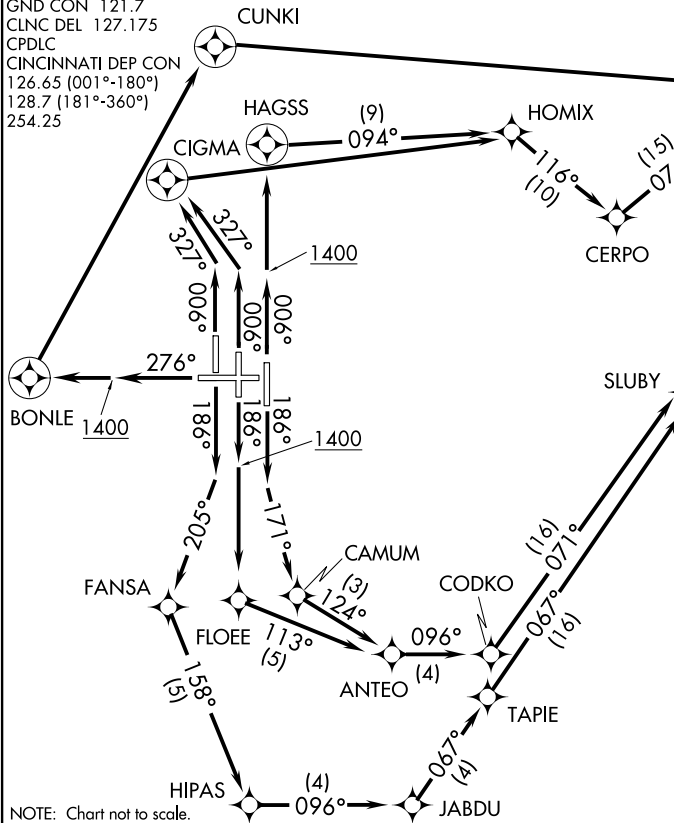 GND CON 121.7
CLNC DEL 127.175
CPDLC
CINCINNATI DEP CON
126.65 (001°-180°)
128.7 (181°-360°)
254.25
CUNKI
HAGSS
(9)
094°
HOMIX
CIGMA
116°
(10)
(15)
07
CERPO
327°
327°
1400
006°
006°
006°
276°
BONLE
1400
186°
186°
186°
1400
SLUBY
205°
171°
CAMUM
(3)
124°
CODKO
(16)
071°
067°
(16)
FANSA
FLOEE
113°
(5)
096°
(4)
ANTEO
158°
(5)
TAPIE
067°
(4)
HIPAS
(4)
096°
JABDU
NOTE: Chart not to scale.